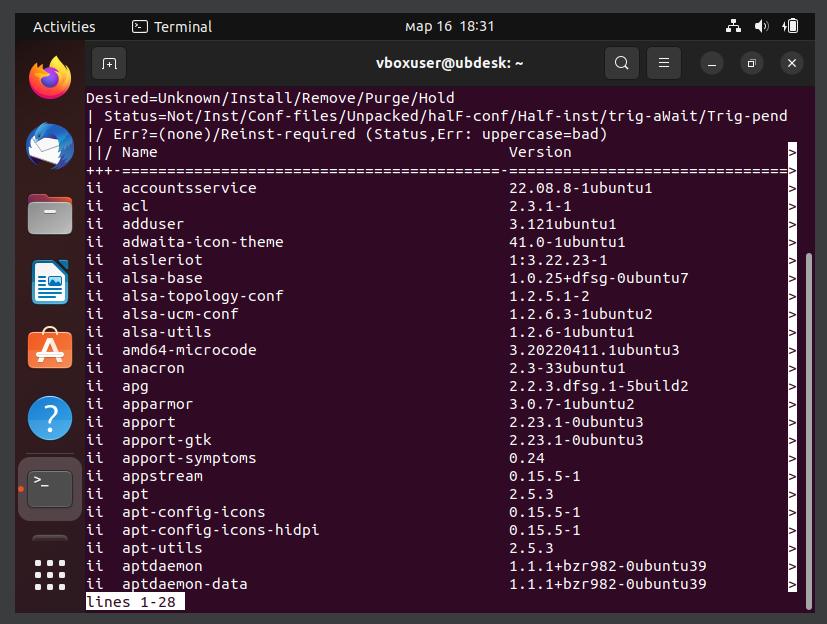 Activities Terminal мар 16 18:31
vboxuser@ubdesk: ~
Desired=Unknown/Install/Remove/Purge/Hold
| Status=Not/Inst/Conf-files/Unpacked/halF-conf/Half-inst/trig-aWait/Trig-pend
|/ Err?=(none)/Reinst-required (Status,Err: uppercase=bad)
||/ Name Version >
+++-==========================================-===============================>
ii accountsservice 22.08.8-1ubuntu1 >
ii acl 2.3.1-1 >
ii adduser 3.121ubuntu1 >
ii adwaita-icon-theme 41.0-1ubuntu1 >
ii aisleriot 1:3.22.23-1 >
ii alsa-base 1.0.25+dfsg-0ubuntu7 >
ii alsa-topology-conf 1.2.5.1-2 >
ii alsa-ucm-conf 1.2.6.3-1ubuntu2 >
ii alsa-utils 1.2.6-1ubuntu1 >
ii amd64-microcode 3.20220411.1ubuntu3 >
ii anacron 2.3-33ubuntu1 >
ii apg 2.2.3.dfsg.1-5build2 >
ii apparmor 3.0.7-1ubuntu2 >
ii apport 2.23.1-0ubuntu3 >
ii apport-gtk 2.23.1-0ubuntu3 >
ii apport-symptoms 0.24 >
ii appstream 0.15.5-1 >
ii apt 2.5.3 >
ii apt-config-icons 0.15.5-1 >
ii apt-config-icons-hidpi 0.15.5-1 >
ii apt-utils 2.5.3 >
ii aptdaemon 1.1.1+bzr982-0ubuntu39 >
ii aptdaemon-data 1.1.1+bzr982-0ubuntu39 >
lines 1-28